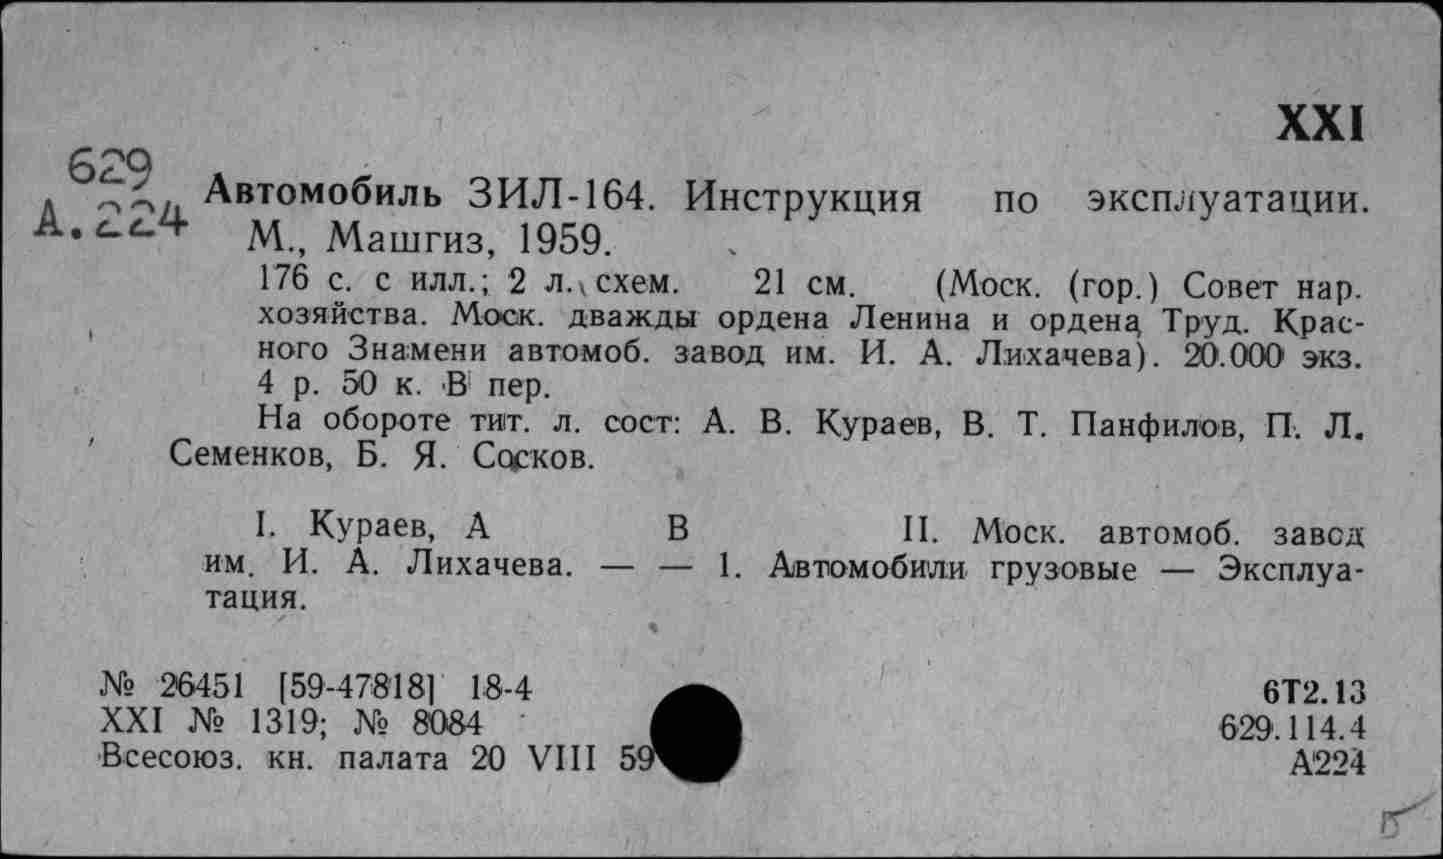 XXI
629
А.224
Автомобиль ЗИЛ-164. Инструкция по эксплуатации.
М., Машгиз, 1959.
176 с. с илл.; 2 л. схем. 21 см. (Моск. (гор.) Совет нар.
хозяйства. Моск. дважды ордена Ленина и ордена Труд. Крас-
ного Знамени автомоб. завод им. И. А. Лихачева). 20.000 экз.
4 р. 50 к. В пер.
На обороте тит. л. сост: А. В. Кураев, В. Т. Панфилов, П. Л.
Семенков, Б. Я. Сосков.
I. Кураев, А В II. Моск. автомоб. завод
им. И. А. Лихачева. — — 1. Автомобили грузовые — Эксплуа-
тация.
№ 26451 [59-47818] 18-4
XXI № 1319; № 8084
Всесоюз. кн. палата 20 VIII 59
6Т2.13
629.114.4
А224